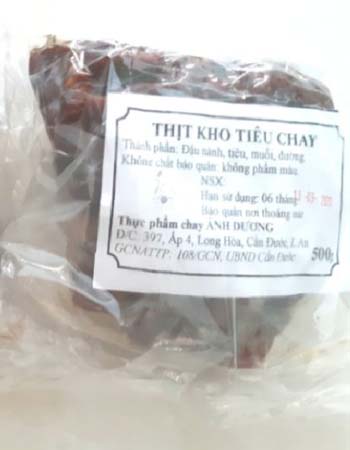 THỊT KHO TIÊU CHAY
Thành phần: Đậu nành, tiêu, muối, đường.
Không chất bảo quản; không phẩm màu
NSX:
Hạn sử dụng: 06 tháng
Bảo quản nơi thoáng mát
Thực phẩm chay ÁNH DƯƠNG
Đ/C: 397, Ấp 4, Long Hòa, Cần Đước, L.An
GCNATTP: 108/GCN, UBND Cần Đước
500g